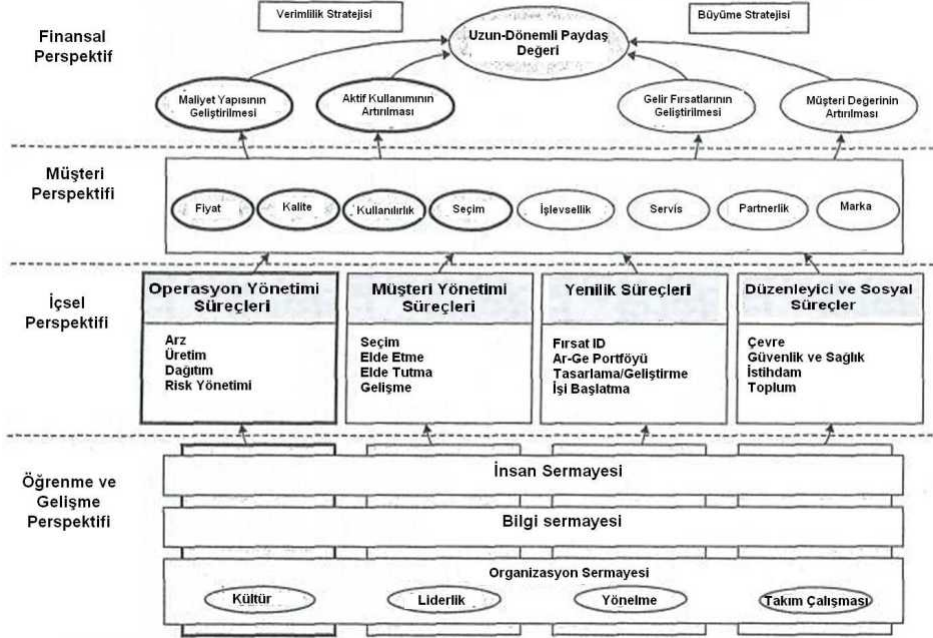 Finansal
Perspektif
Verimlilik Stratejisi
Uzun-Dönemli Paydaş
Değeri
Büyüme Stratejisi
Maliyet Yapısının
Geliştirilmesi
Aktif Kullanımının
Artırılması
Gelir Fırsatlarının
Geliştirilmesi
Müşteri Değerinin
Artırılması
Müşteri
Perspektifi
Fiyat
Kalite
Kullanılırlık
Seçim
İşlevsellik
Servis
Partnerlik
Marka
İçsel
Perspektifi
Operasyon Yönetimi
Süreçleri
Arz
Üretim
Dağıtım
Risk Yönetimi
Müşteri Yönetimi
Süreçleri
Seçim
Elde Etme
Elde Tutma
Gelişme
Yenilik Süreçleri
Fırsat ID
Ar-Ge Portföyü
Tasarlama/Geliştirme
İşi Başlatma
Düzenleyici ve Sosyal
Süreçler
Çevre
Güvenlik ve Sağlık
İstihdam
Toplum
Öğrenme ve
Gelişme
Perspektifi
İnsan Sermayesi
Bilgi sermayesi
Organizasyon Sermayesi
Kültür
Liderlik
Yönelme
Takım Çalışması